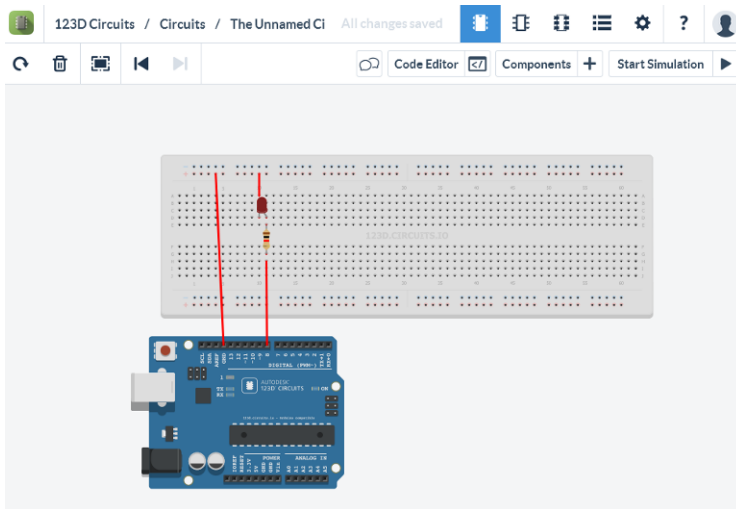 123D Circuits / Circuits / The Unnamed Ci All changes saved ?
Code Editor </> Components + Start Simulation
123D.CIRCUITS.IO
SCL
SDA
AREF
GND
13
12
~11
~10
~9
8
7
6
5
4
3
2
TX→1
RX←0
DIGITAL (PWM~)
TX
RX
AUTODESK
123D CIRCUITS
ON
IOREF
RESET
3.3V
5V
GND
GND
Vin
POWER
ANALOG IN
A0
A1
A2
A3
A4
A5